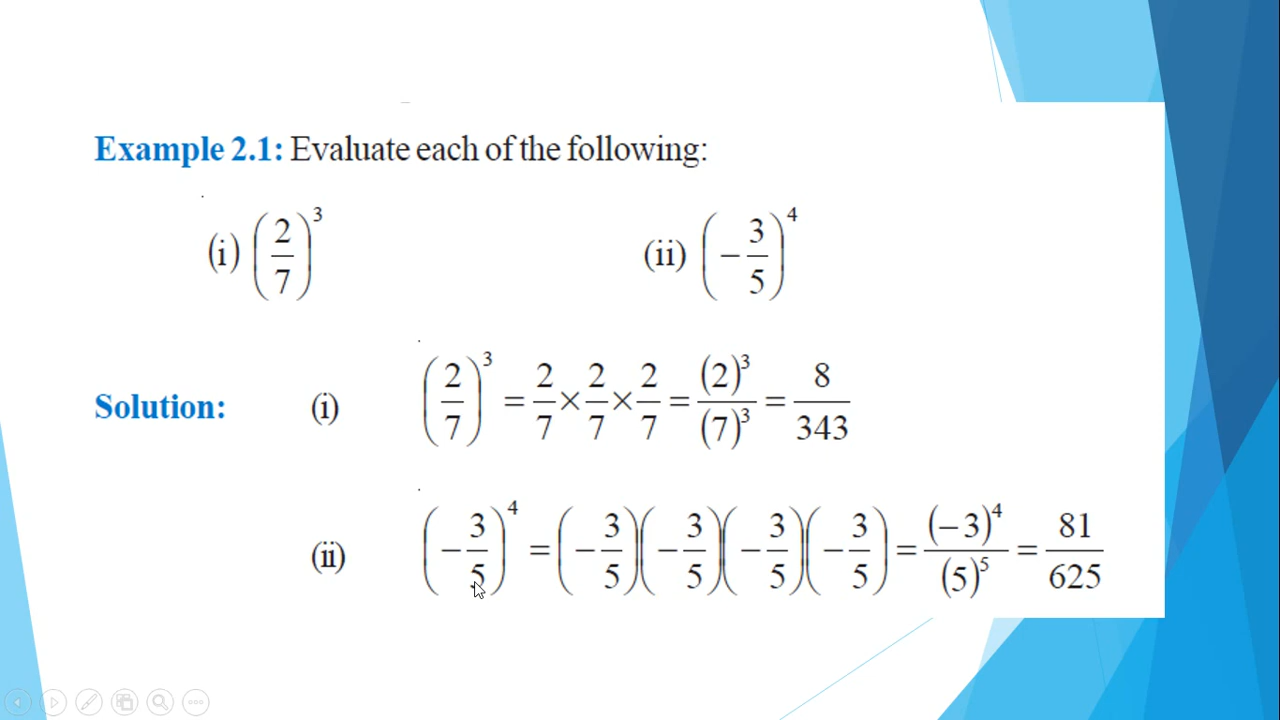 Example 2.1: Evaluate each of the following:
(i) (2/7)^3 (ii) (−3/5)^4
Solution: (i) (2/7)^3 = 2/7 × 2/7 × 2/7 = (2)^3/(7)^3 = 8/343
(ii) (−3/5)^4 = (−3/5)(−3/5)(−3/5)(−3/5) = (−3)^4/(5)^5 = 81/625